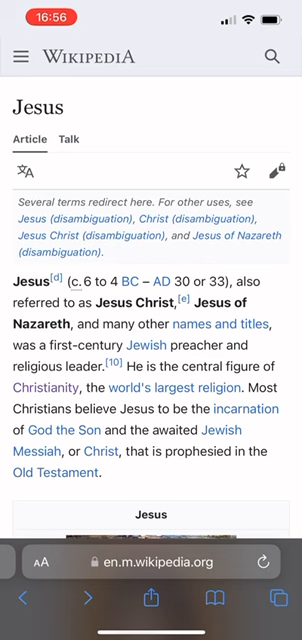 16:56
WIKIPEDIA
Jesus
Article Talk
Several terms redirect here. For other uses, see
Jesus (disambiguation), Christ (disambiguation),
Jesus Christ (disambiguation), and Jesus of Nazareth
(disambiguation).
Jesus[d] (c. 6 to 4 BC – AD 30 or 33), also
referred to as Jesus Christ,[e] Jesus of
Nazareth, and many other names and titles,
was a first-century Jewish preacher and
religious leader.[10] He is the central figure of
Christianity, the world's largest religion. Most
Christians believe Jesus to be the incarnation
of God the Son and the awaited Jewish
Messiah, or Christ, that is prophesied in the
Old Testament.
Jesus
AA en.m.wikipedia.org